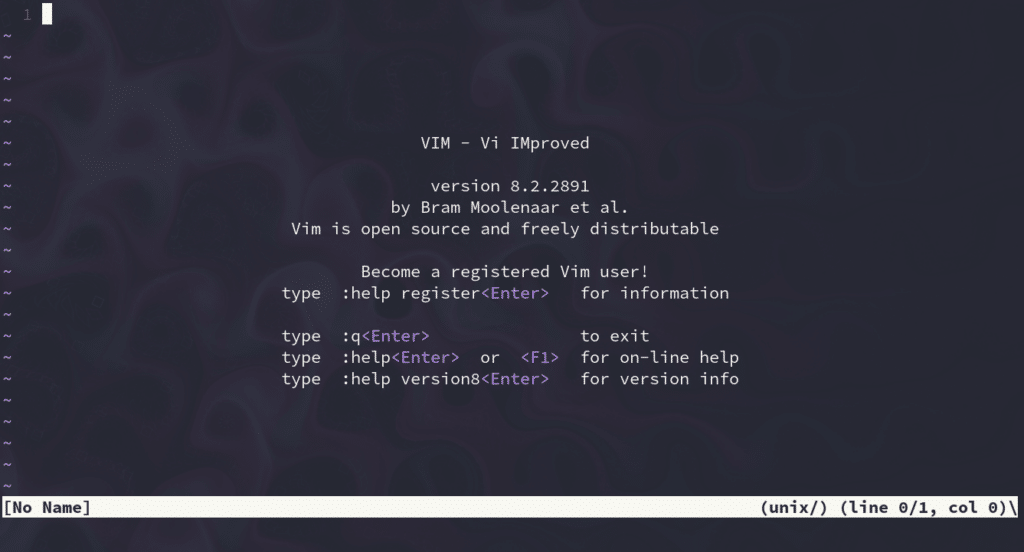 1
~
~
~
~
~
~ VIM - Vi IMproved
~
~ version 8.2.2891
~ by Bram Moolenaar et al.
~ Vim is open source and freely distributable
~
~ Become a registered Vim user!
~ type :help register<Enter> for information
~
~ type :q<Enter> to exit
~ type :help<Enter> or <F1> for on-line help
~ type :help version8<Enter> for version info
~
~
~
~
~
[No Name] (unix/) (line 0/1, col 0)\